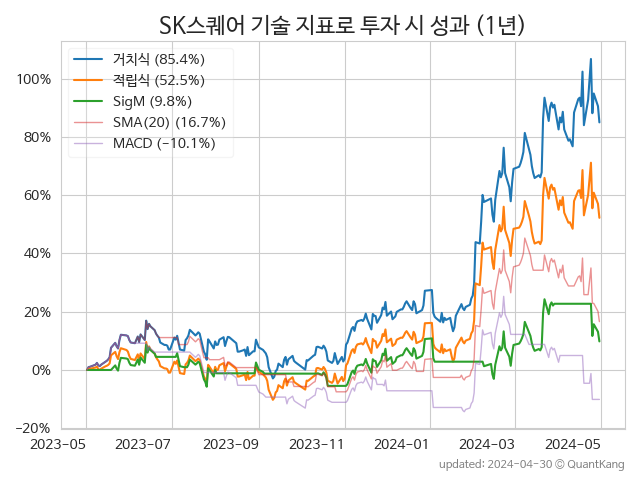 SK스퀘어 기술 지표로 투자 시 성과 (1년)
거치식 (85.4%)
적립식 (52.5%)
SigM (9.8%)
SMA(20) (16.7%)
MACD (−10.1%)
100%
80%
60%
40%
20%
0%
−20%
2023-05 2023-07 2023-09 2023-11 2024-01 2024-03 2024-05
updated: 2024-04-30 © QuantKang